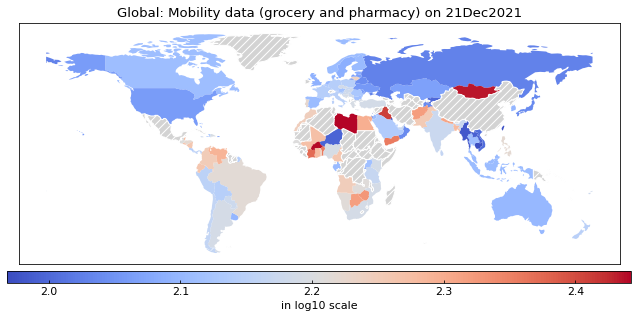 Global: Mobility data (grocery and pharmacy) on 21Dec2021
2.0 2.1 2.2 2.3 2.4
in log10 scale